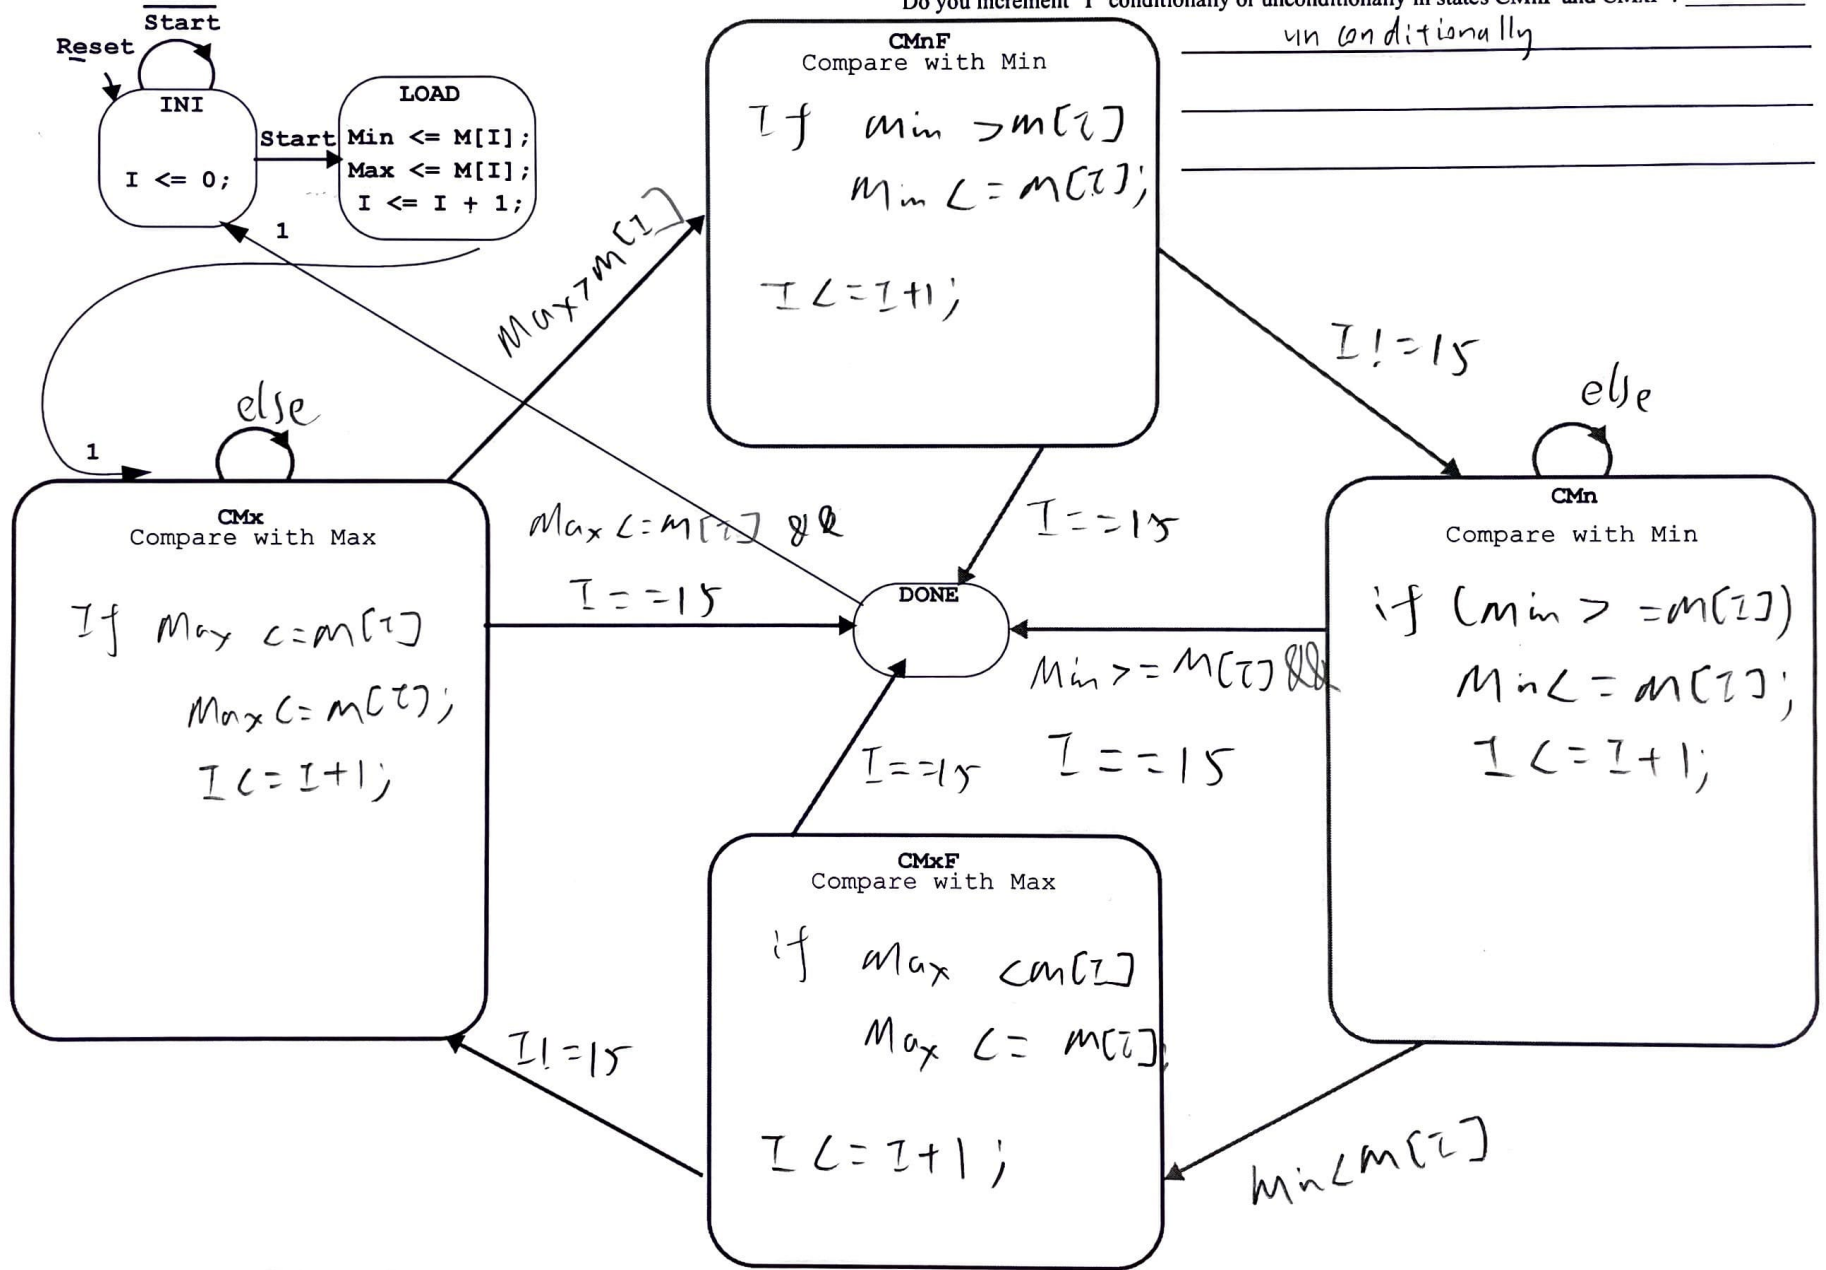 Do you increment "I" conditionally or unconditionally in states CMnF and CMxF ?
unconditionally
Start
Reset
INI
I <= 0;
Start
LOAD
Min <= M[I];
Max <= M[I];
I <= I + 1;
1
1
CMnF
Compare with Min
If Min > M[I]
Min <= M[I];
I <= I+1;
Max > M[I]
I != 15
I == 15
else
CMx
Compare with Max
If Max <= M[I]
Max <= M[I];
I <= I+1;
Max <= M[I] &&
I == 15
DONE
else
CMn
Compare with Min
if (Min >= M[I])
Min <= M[I];
I <= I+1;
Min >= M[I] &&
I == 15
I == 15
CMxF
Compare with Max
if Max < M[I]
Max <= M[I];
I <= I+1;
I != 15
Min < M[I]